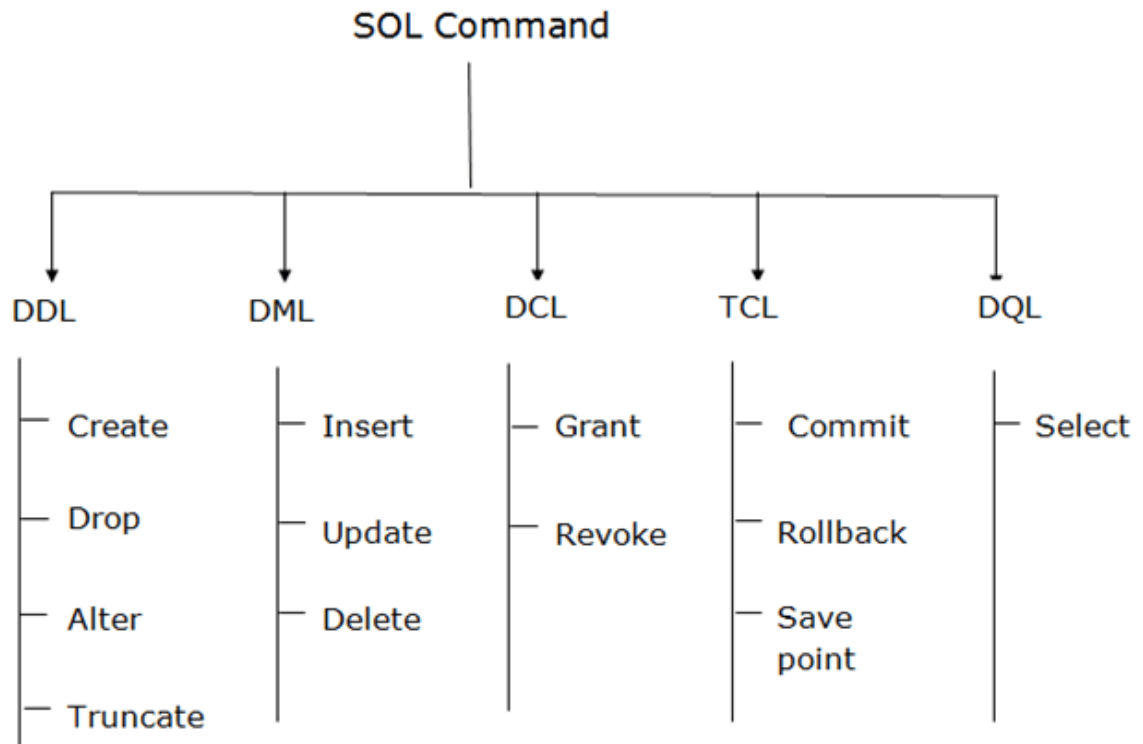 SOL Command
DDL
DML
DCL
TCL
DQL
Create
Drop
Alter
Truncate
Insert
Update
Delete
Grant
Revoke
Commit
Rollback
Save
point
Select